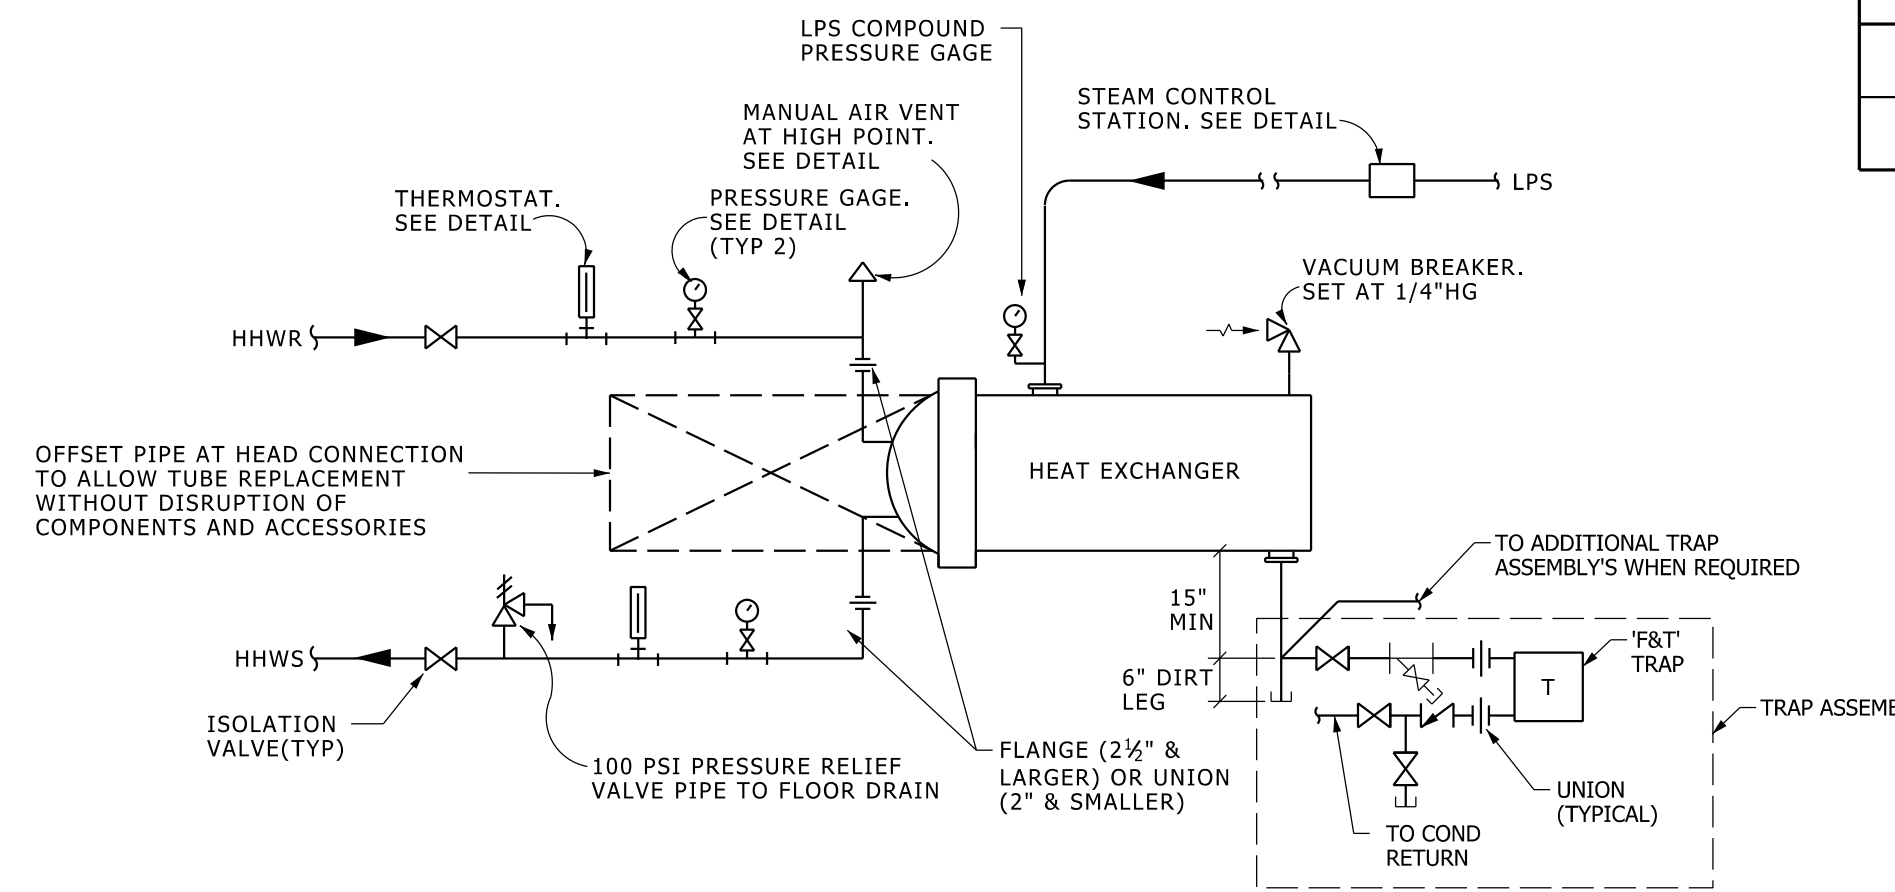 LPS COMPOUND
PRESSURE GAGE
STEAM CONTROL
STATION. SEE DETAIL
MANUAL AIR VENT
AT HIGH POINT.
SEE DETAIL
LPS
THERMOSTAT.
SEE DETAIL
PRESSURE GAGE.
SEE DETAIL
(TYP 2)
VACUUM BREAKER.
SET AT 1/4"HG
HHWR
OFFSET PIPE AT HEAD CONNECTION
TO ALLOW TUBE REPLACEMENT
WITHOUT DISRUPTION OF
COMPONENTS AND ACCESSORIES
HEAT EXCHANGER
TO ADDITIONAL TRAP
ASSEMBLY'S WHEN REQUIRED
15"
MIN
'F&T'
TRAP
HHWS
6" DIRT
LEG
T
TRAP ASSEME
ISOLATION
VALVE(TYP)
100 PSI PRESSURE RELIEF
VALVE PIPE TO FLOOR DRAIN
FLANGE (2½" &
LARGER) OR UNION
(2" & SMALLER)
UNION
(TYPICAL)
TO COND
RETURN